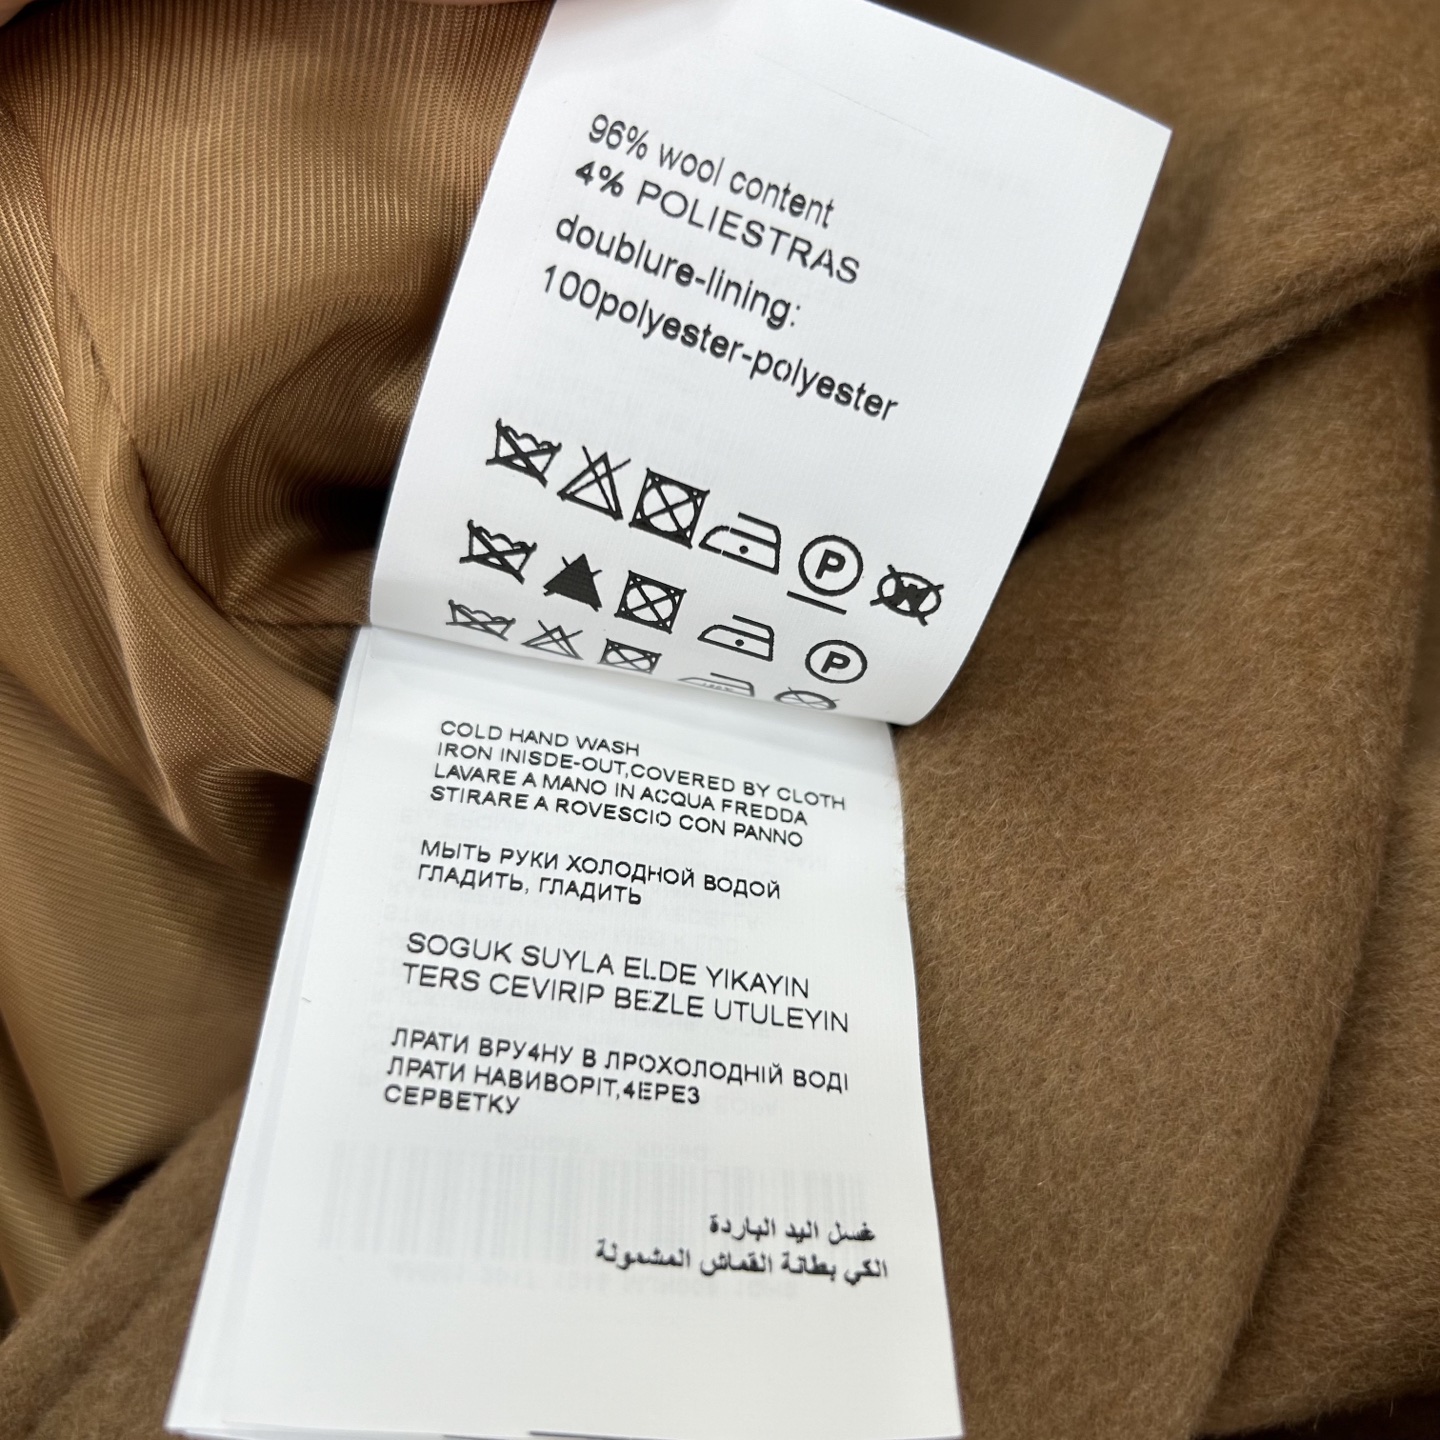 96% wool content
4% POLIESTRAS
doublure-lining:
100polyester-polyester
P
W
P
COLD HAND WASH
IRON INISDE-OUT,COVERED BY CLOTH
LAVARE A MANO IN ACQUA FREDDA
STIRARE A ROVESCIO CON PANNO
МЫТЬ РУКИ ХОЛОДНОЙ ВОДОЙ
ГЛАДИТЬ, ГЛАДИТЬ
SOGUK SUYLA ELDE YIKAYIN
TERS CEVIRIP BEZLE UTULEYIN
ЛРАТИ ВРУ4НУ В ЛРОХОЛОДНІЙ ВОДІ
ЛРАТИ НАВИВОРІТ,4ЕРЕЗ
СЕРВЕТКУ
غسل اليد الباردة
الكي بطانة القماش المشمولة